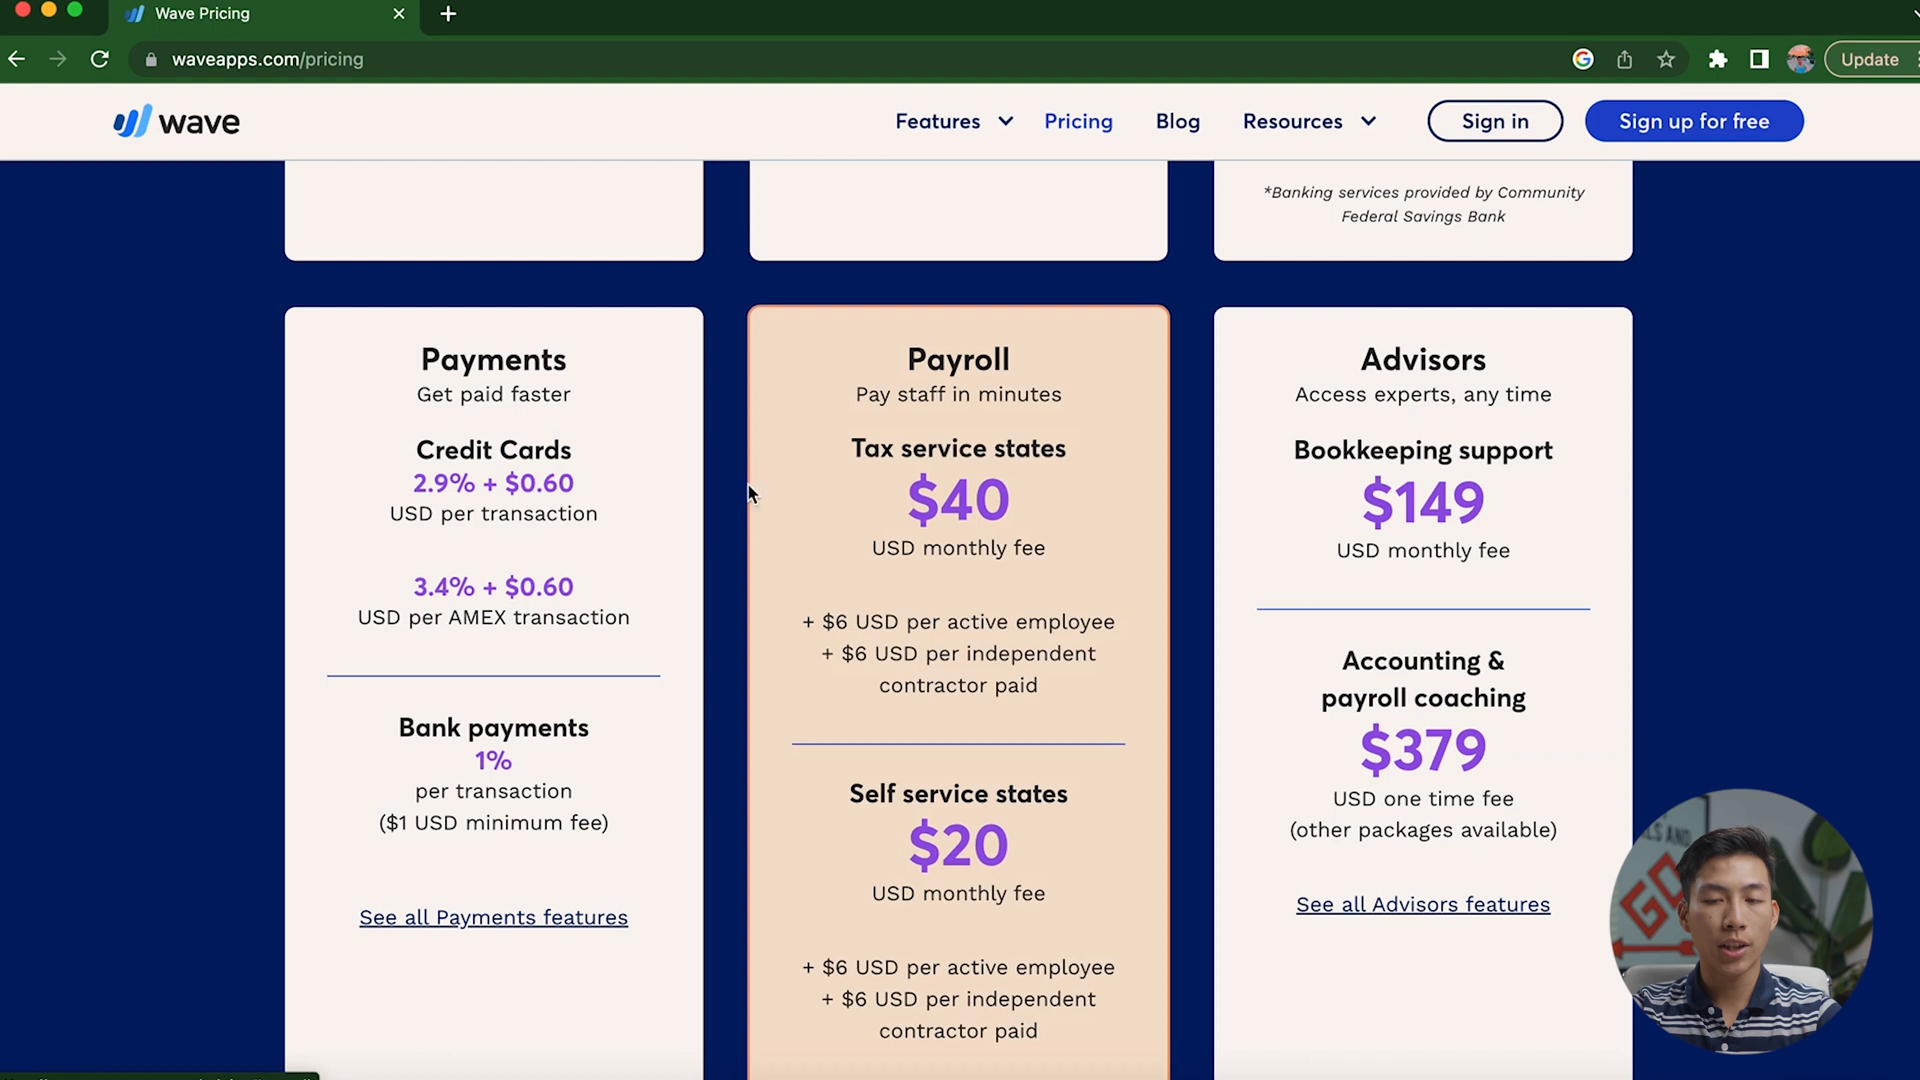 Wave Pricing
waveapps.com/pricing
Update
wave
Features
Pricing
Blog
Resources
Sign in
Sign up for free
*Banking services provided by Community
Federal Savings Bank
Payments
Get paid faster
Credit Cards
2.9% + $0.60
USD per transaction
3.4% + $0.60
USD per AMEX transaction
Bank payments
1%
per transaction
($1 USD minimum fee)
See all Payments features
Payroll
Pay staff in minutes
Tax service states
$40
USD monthly fee
+ $6 USD per active employee
+ $6 USD per independent
contractor paid
Self service states
$20
USD monthly fee
+ $6 USD per active employee
+ $6 USD per independent
contractor paid
Advisors
Access experts, any time
Bookkeeping support
$149
USD monthly fee
Accounting &
payroll coaching
$379
USD one time fee
(other packages available)
See all Advisors features